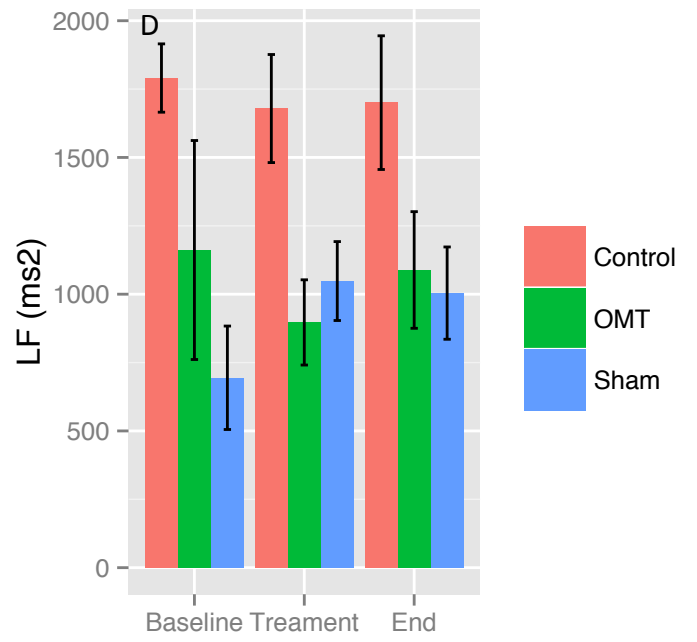 D
2000
1500
1000
500
0
LF (ms2)
Baseline Treament End
Control
OMT
Sham